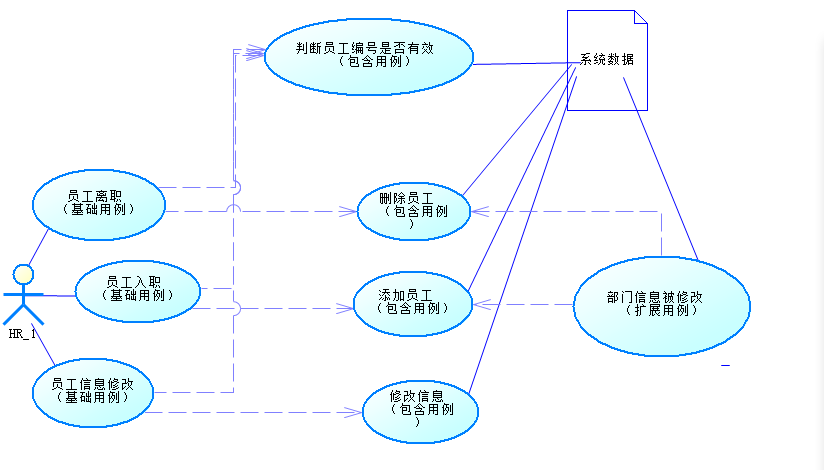 判断员工编号是否有效
（包含用例）
系统数据
员工离职
（基础用例）
删除员工
（包含用例
）
员工入职
（基础用例）
添加员工
（包含用例）
部门信息被修改
（扩展用例）
HR_1
员工信息修改
（基础用例）
修改信息
（包含用例
）